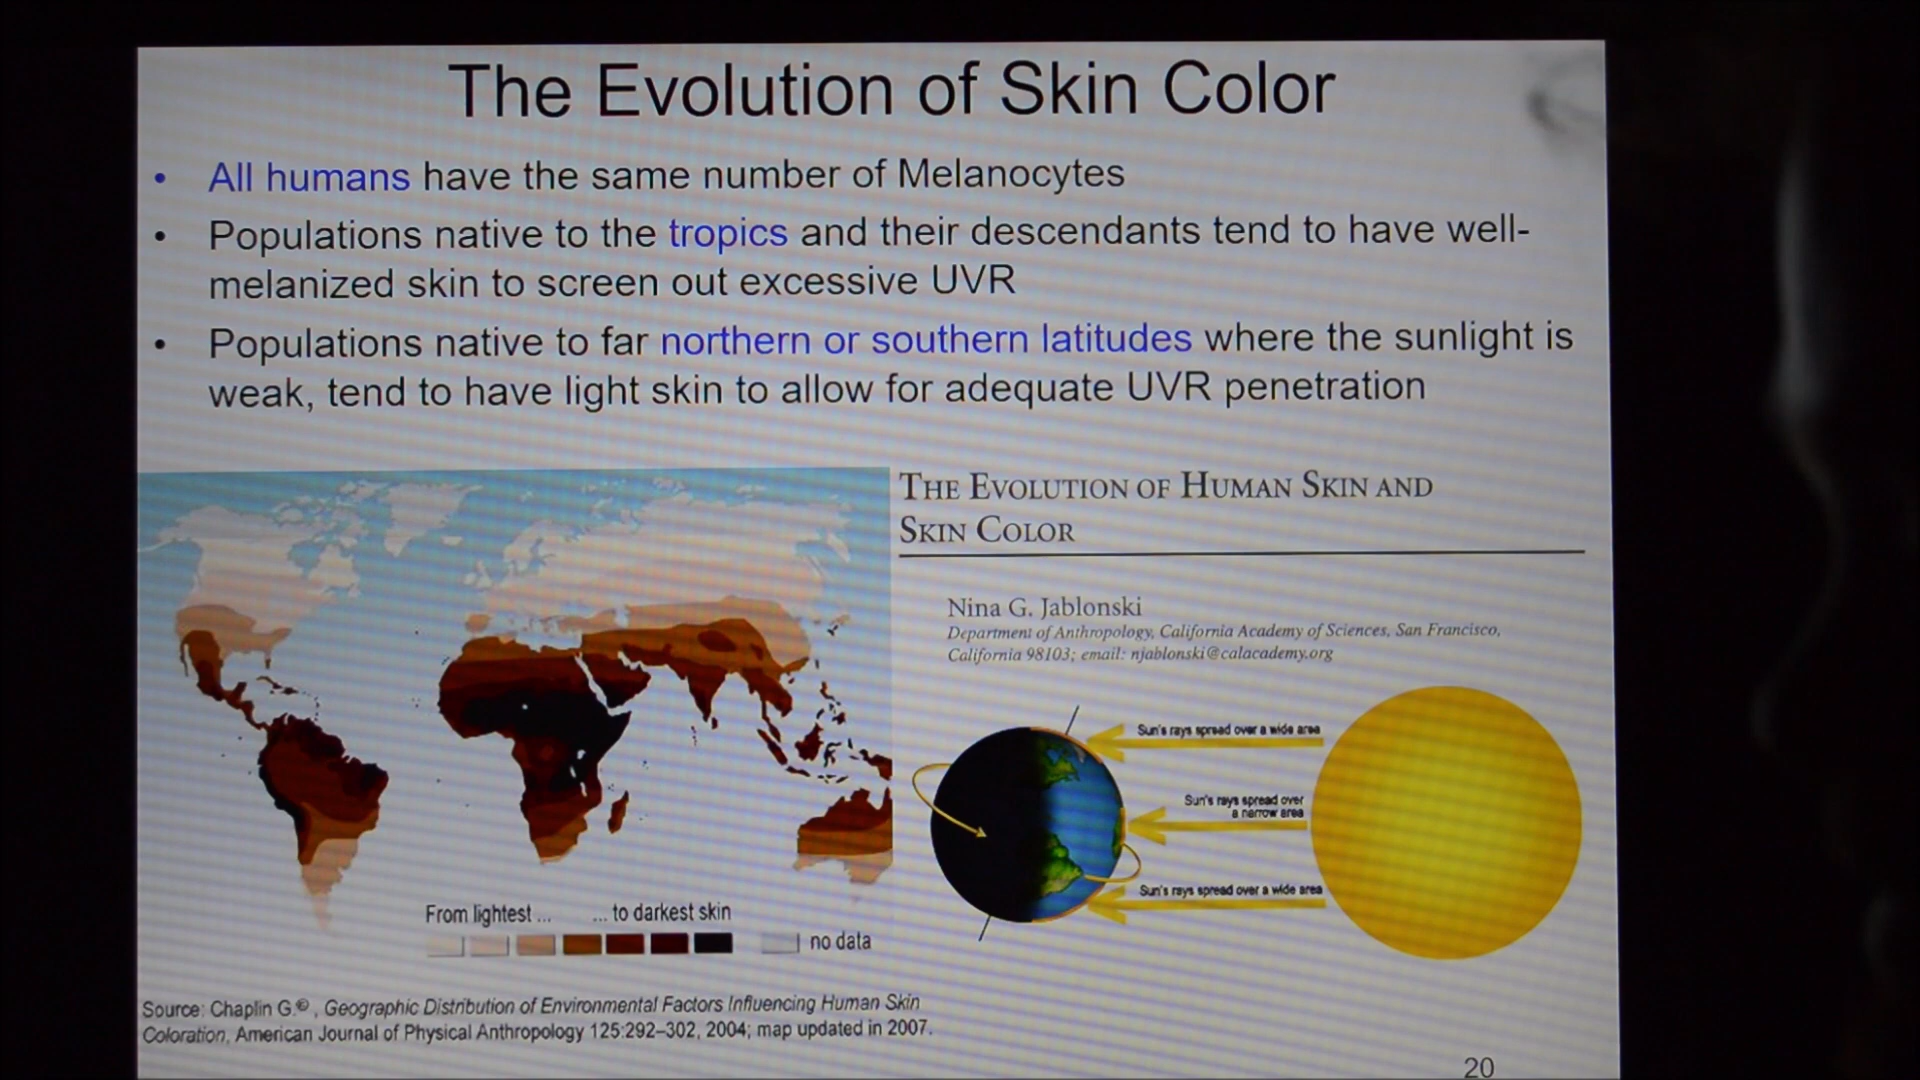 The Evolution of Skin Color
• All humans have the same number of Melanocytes
• Populations native to the tropics and their descendants tend to have well-
melanized skin to screen out excessive UVR
• Populations native to far northern or southern latitudes where the sunlight is
weak, tend to have light skin to allow for adequate UVR penetration
THE EVOLUTION OF HUMAN SKIN AND
SKIN COLOR
Nina G. Jablonski
Department of Anthropology, California Academy of Sciences, San Francisco,
California 98103; email: njablonski@calacademy.org
Sun's rays spread over a wide area
Sun's rays spread over
a narrow area
Sun's rays spread over a wide area
From lightest ... ... to darkest skin
no data
Source: Chaplin G.©, Geographic Distribution of Environmental Factors Influencing Human Skin
Coloration, American Journal of Physical Anthropology 125:292–302, 2004; map updated in 2007.
20